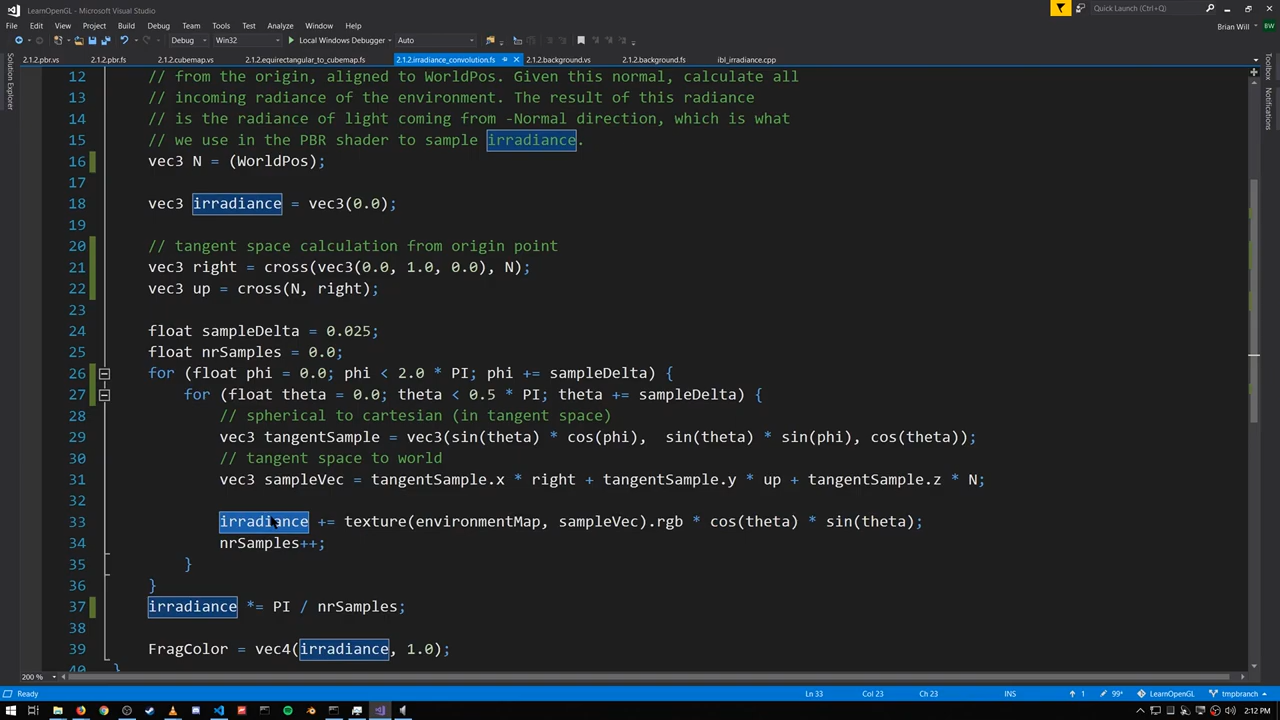 LearnOpenGL - Microsoft Visual Studio
Quick Launch (Ctrl+Q)
File Edit View Project Build Debug Team Tools Test Analyze Window Help
Brian Will BW
Debug Win32 Local Windows Debugger Auto
2.1.2.pbr.vs 2.1.2.pbr.fs 2.1.2.cubemap.vs 2.1.2.equirectangular_to_cubemap.fs 2.1.2.irradiance_convolution.fs 2.1.2.background.vs 2.1.2.background.fs ibl_irradiance.cpp
Solution Explorer
Toolbox
Notifications
12 // from the origin, aligned to WorldPos. Given this normal, calculate all
13 // incoming radiance of the environment. The result of this radiance
14 // is the radiance of light coming from -Normal direction, which is what
15 // we use in the PBR shader to sample irradiance.
16 vec3 N = (WorldPos);
17
18 vec3 irradiance = vec3(0.0);
19
20 // tangent space calculation from origin point
21 vec3 right = cross(vec3(0.0, 1.0, 0.0), N);
22 vec3 up = cross(N, right);
23
24 float sampleDelta = 0.025;
25 float nrSamples = 0.0;
26 for (float phi = 0.0; phi < 2.0 * PI; phi += sampleDelta) {
27 for (float theta = 0.0; theta < 0.5 * PI; theta += sampleDelta) {
28 // spherical to cartesian (in tangent space)
29 vec3 tangentSample = vec3(sin(theta) * cos(phi), sin(theta) * sin(phi), cos(theta));
30 // tangent space to world
31 vec3 sampleVec = tangentSample.x * right + tangentSample.y * up + tangentSample.z * N;
32
33 irradiance += texture(environmentMap, sampleVec).rgb * cos(theta) * sin(theta);
34 nrSamples++;
35 }
36 }
37 irradiance *= PI / nrSamples;
38
39 FragColor = vec4(irradiance, 1.0);
40 }
200 %
Ready Ln 33 Col 23 Ch 23 INS 1 99+ LearnOpenGL tmpbranch
2:12 PM